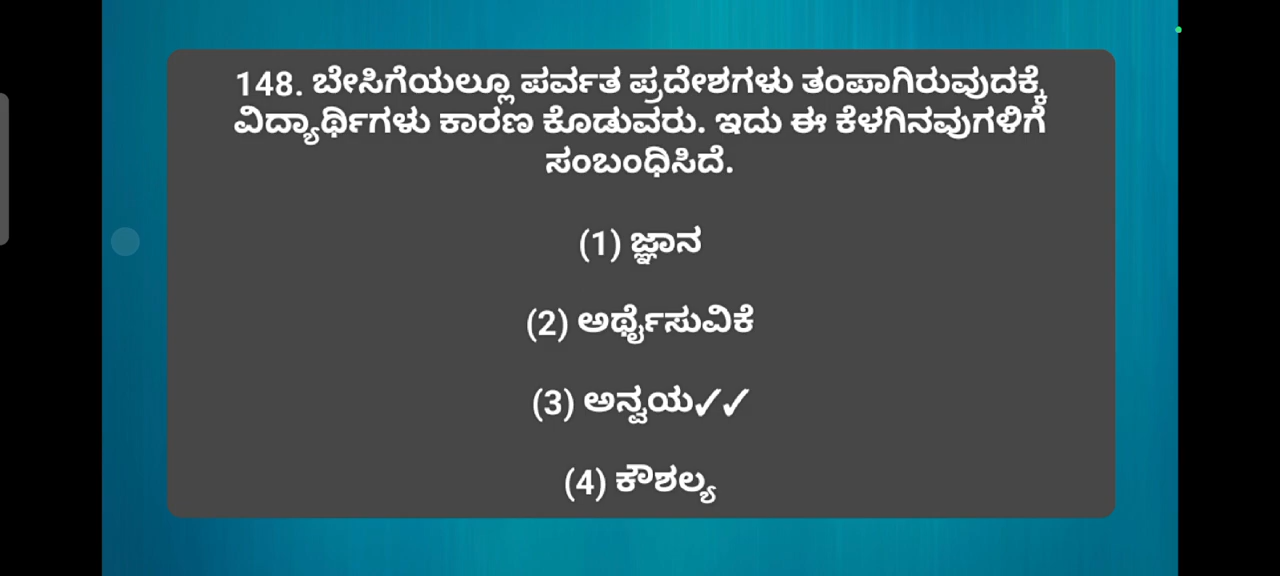 148. ಬೇಸಿಗೆಯಲ್ಲೂ ಪರ್ವತ ಪ್ರದೇಶಗಳು ತಂಪಾಗಿರುವುದಕ್ಕೆ
ವಿದ್ಯಾರ್ಥಿಗಳು ಕಾರಣ ಕೊಡುವರು. ಇದು ಈ ಕೆಳಗಿನವುಗಳಿಗೆ
ಸಂಬಂಧಿಸಿದೆ.
(1) ಜ್ಞಾನ
(2) ಅರ್ಥೈಸುವಿಕೆ
(3) ಅನ್ವಯ✓✓
(4) ಕೌಶಲ್ಯ